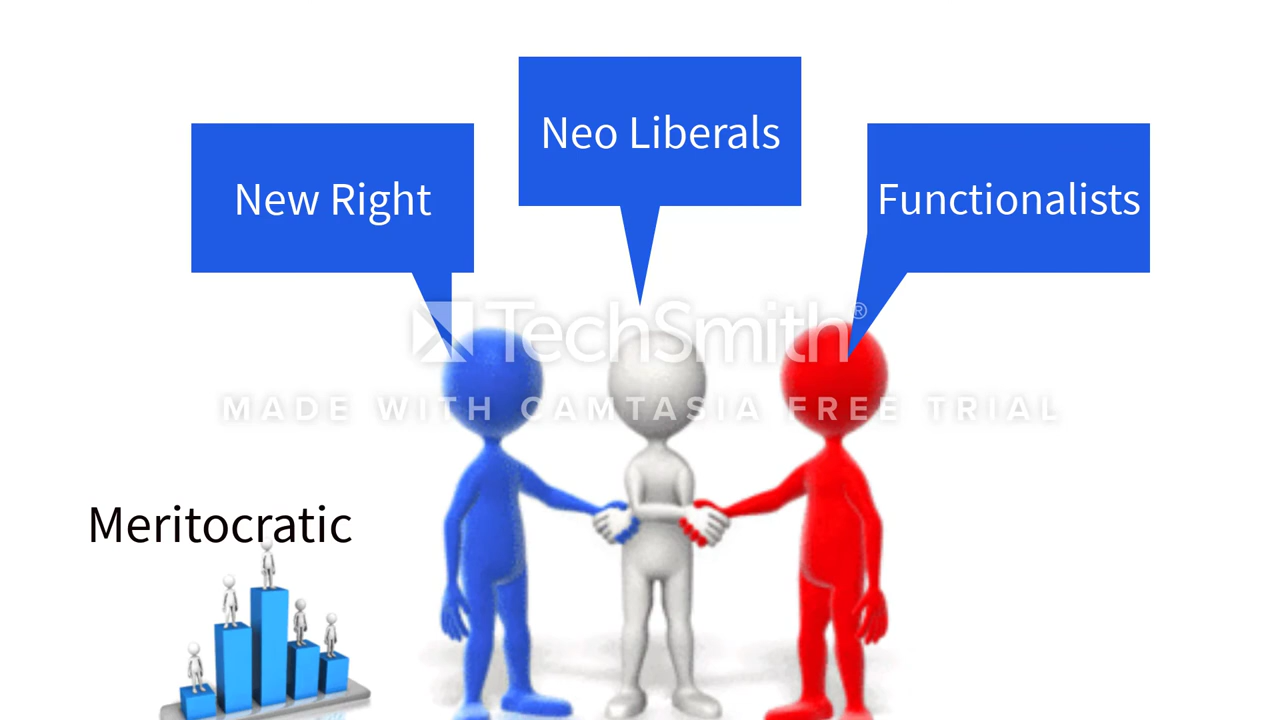 Neo Liberals
New Right
Functionalists
TechSmith®
MADE WITH CAMTASIA FREE TRIAL
Meritocratic